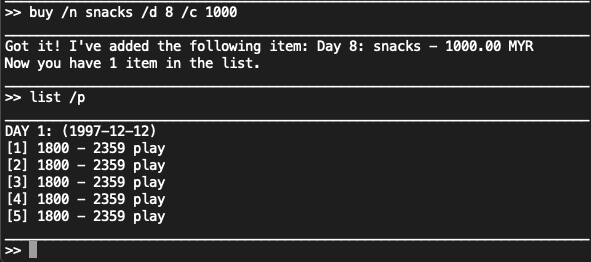 >> buy /n snacks /d 8 /c 1000
Got it! I've added the following item: Day 8: snacks - 1000.00 MYR
Now you have 1 item in the list.
>> list /p
DAY 1: (1997-12-12)
[1] 1800 - 2359 play
[2] 1800 - 2359 play
[3] 1800 - 2359 play
[4] 1800 - 2359 play
[5] 1800 - 2359 play
>>